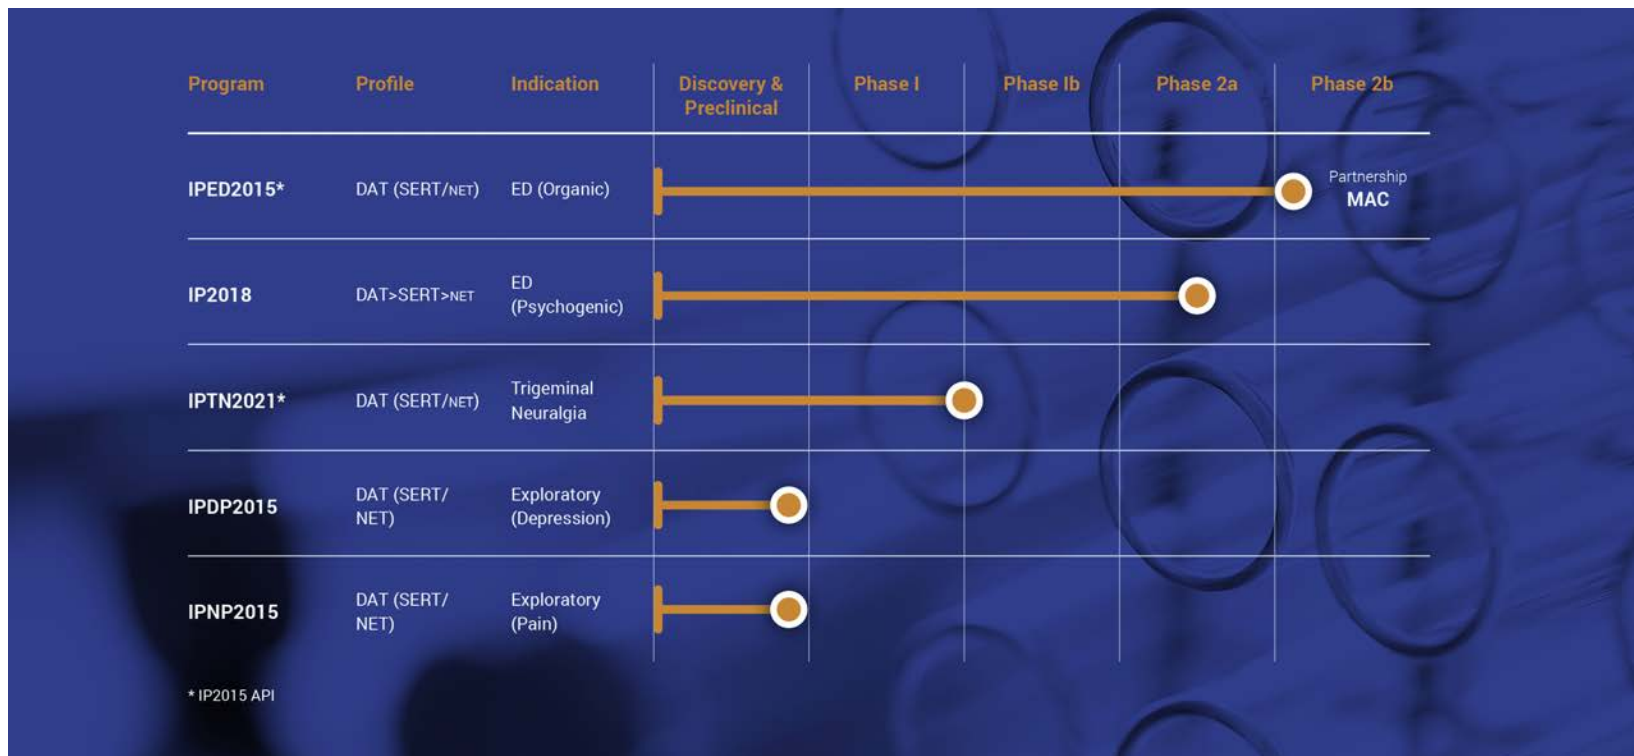 Program Profile Indication Discovery & Phase I Phase Ib Phase 2a Phase 2b
Preclinical
IPED2015* DAT (SERT/NET) ED (Organic) Partnership
MAC
IP2018 DAT>SERT>NET ED
(Psychogenic)
IPTN2021* DAT (SERT/NET) Trigeminal
Neuralgia
IPDP2015 DAT (SERT/ Exploratory
NET) (Depression)
IPNP2015 DAT (SERT/ Exploratory
NET) (Pain)
* IP2015 API